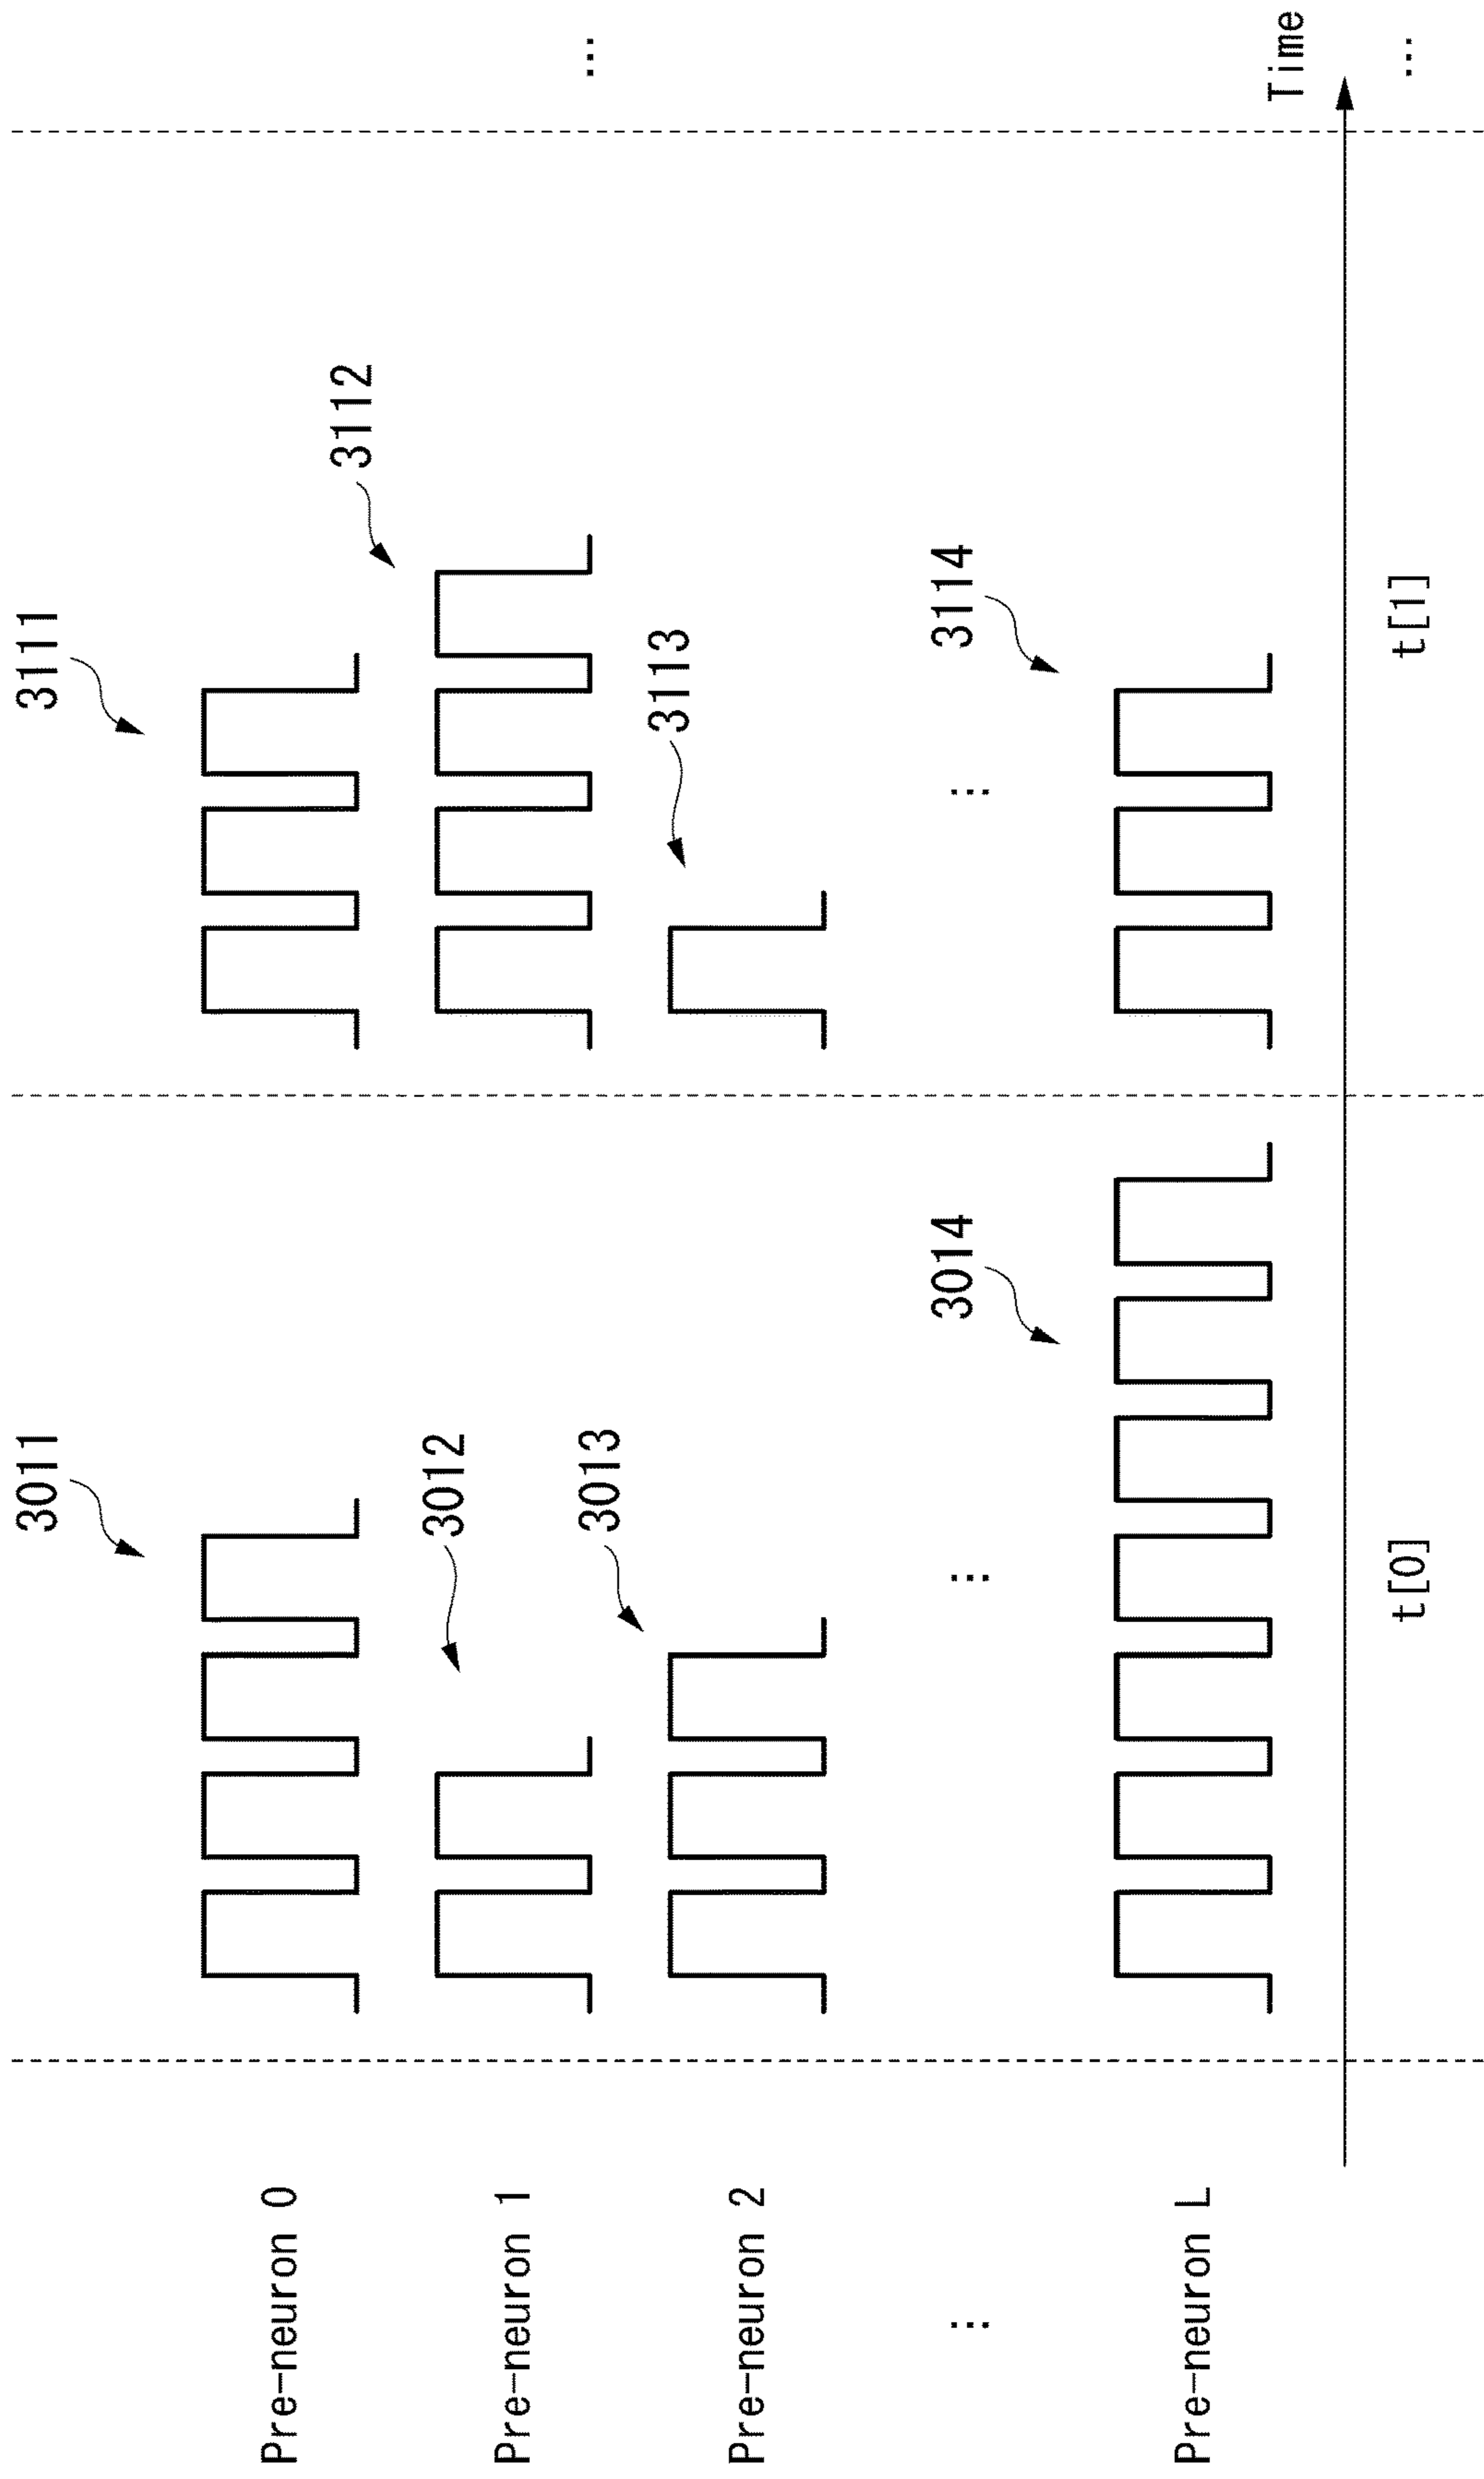 3011
3111
Pre-neuron 0
3012
3112
Pre-neuron 1
...
3013
3113
Pre-neuron 2
...
...
...
3014
3114
Pre-neuron L
Time
t[0]
t[1]
...